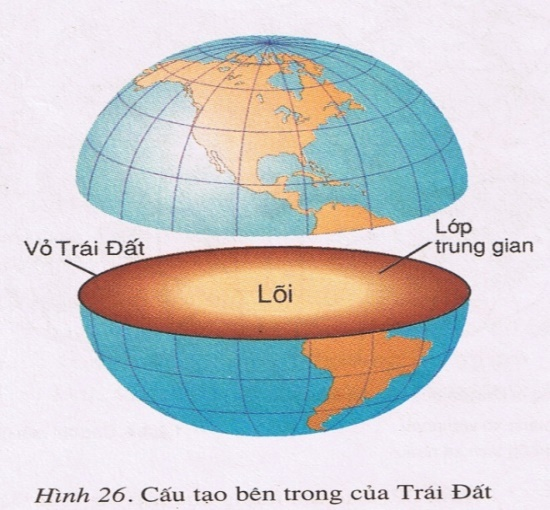 Vỏ Trái Đất
Lớp
trung gian
Lõi
Hình 26. Cấu tạo bên trong của Trái Đất